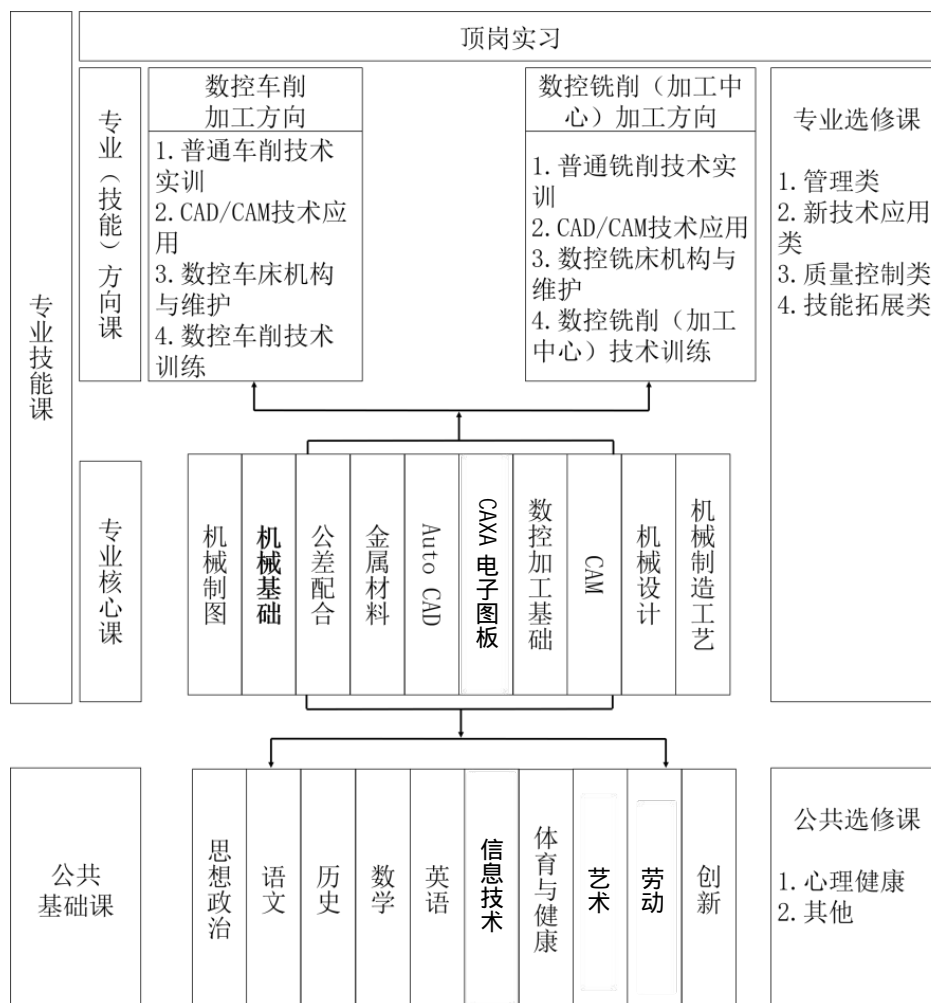 顶岗实习
专业技能课
专业（技能）方向课
数控车削
加工方向
1.普通车削技术
实训
2.CAD/CAM技术应
用
3.数控车床机构
与维护
4.数控车削技术
训练
数控铣削（加工中
心）加工方向
1.普通铣削技术实
训
2.CAD/CAM技术应用
3.数控铣床机构与
维护
4.数控铣削（加工
中心）技术训练
专业选修课
1.管理类
2.新技术应用
类
3.质量控制类
4.技能拓展类
专业核心课
机械制图
机械基础
公差配合
金属材料
Auto CAD
CAXA 电子图板
数控加工基础
CAM
机械设计
机械制造工艺
公共
基础课
思想政治
语文
历史
数学
英语
信息技术
体育与健康
艺术
劳动
创新
公共选修课
1.心理健康
2.其他